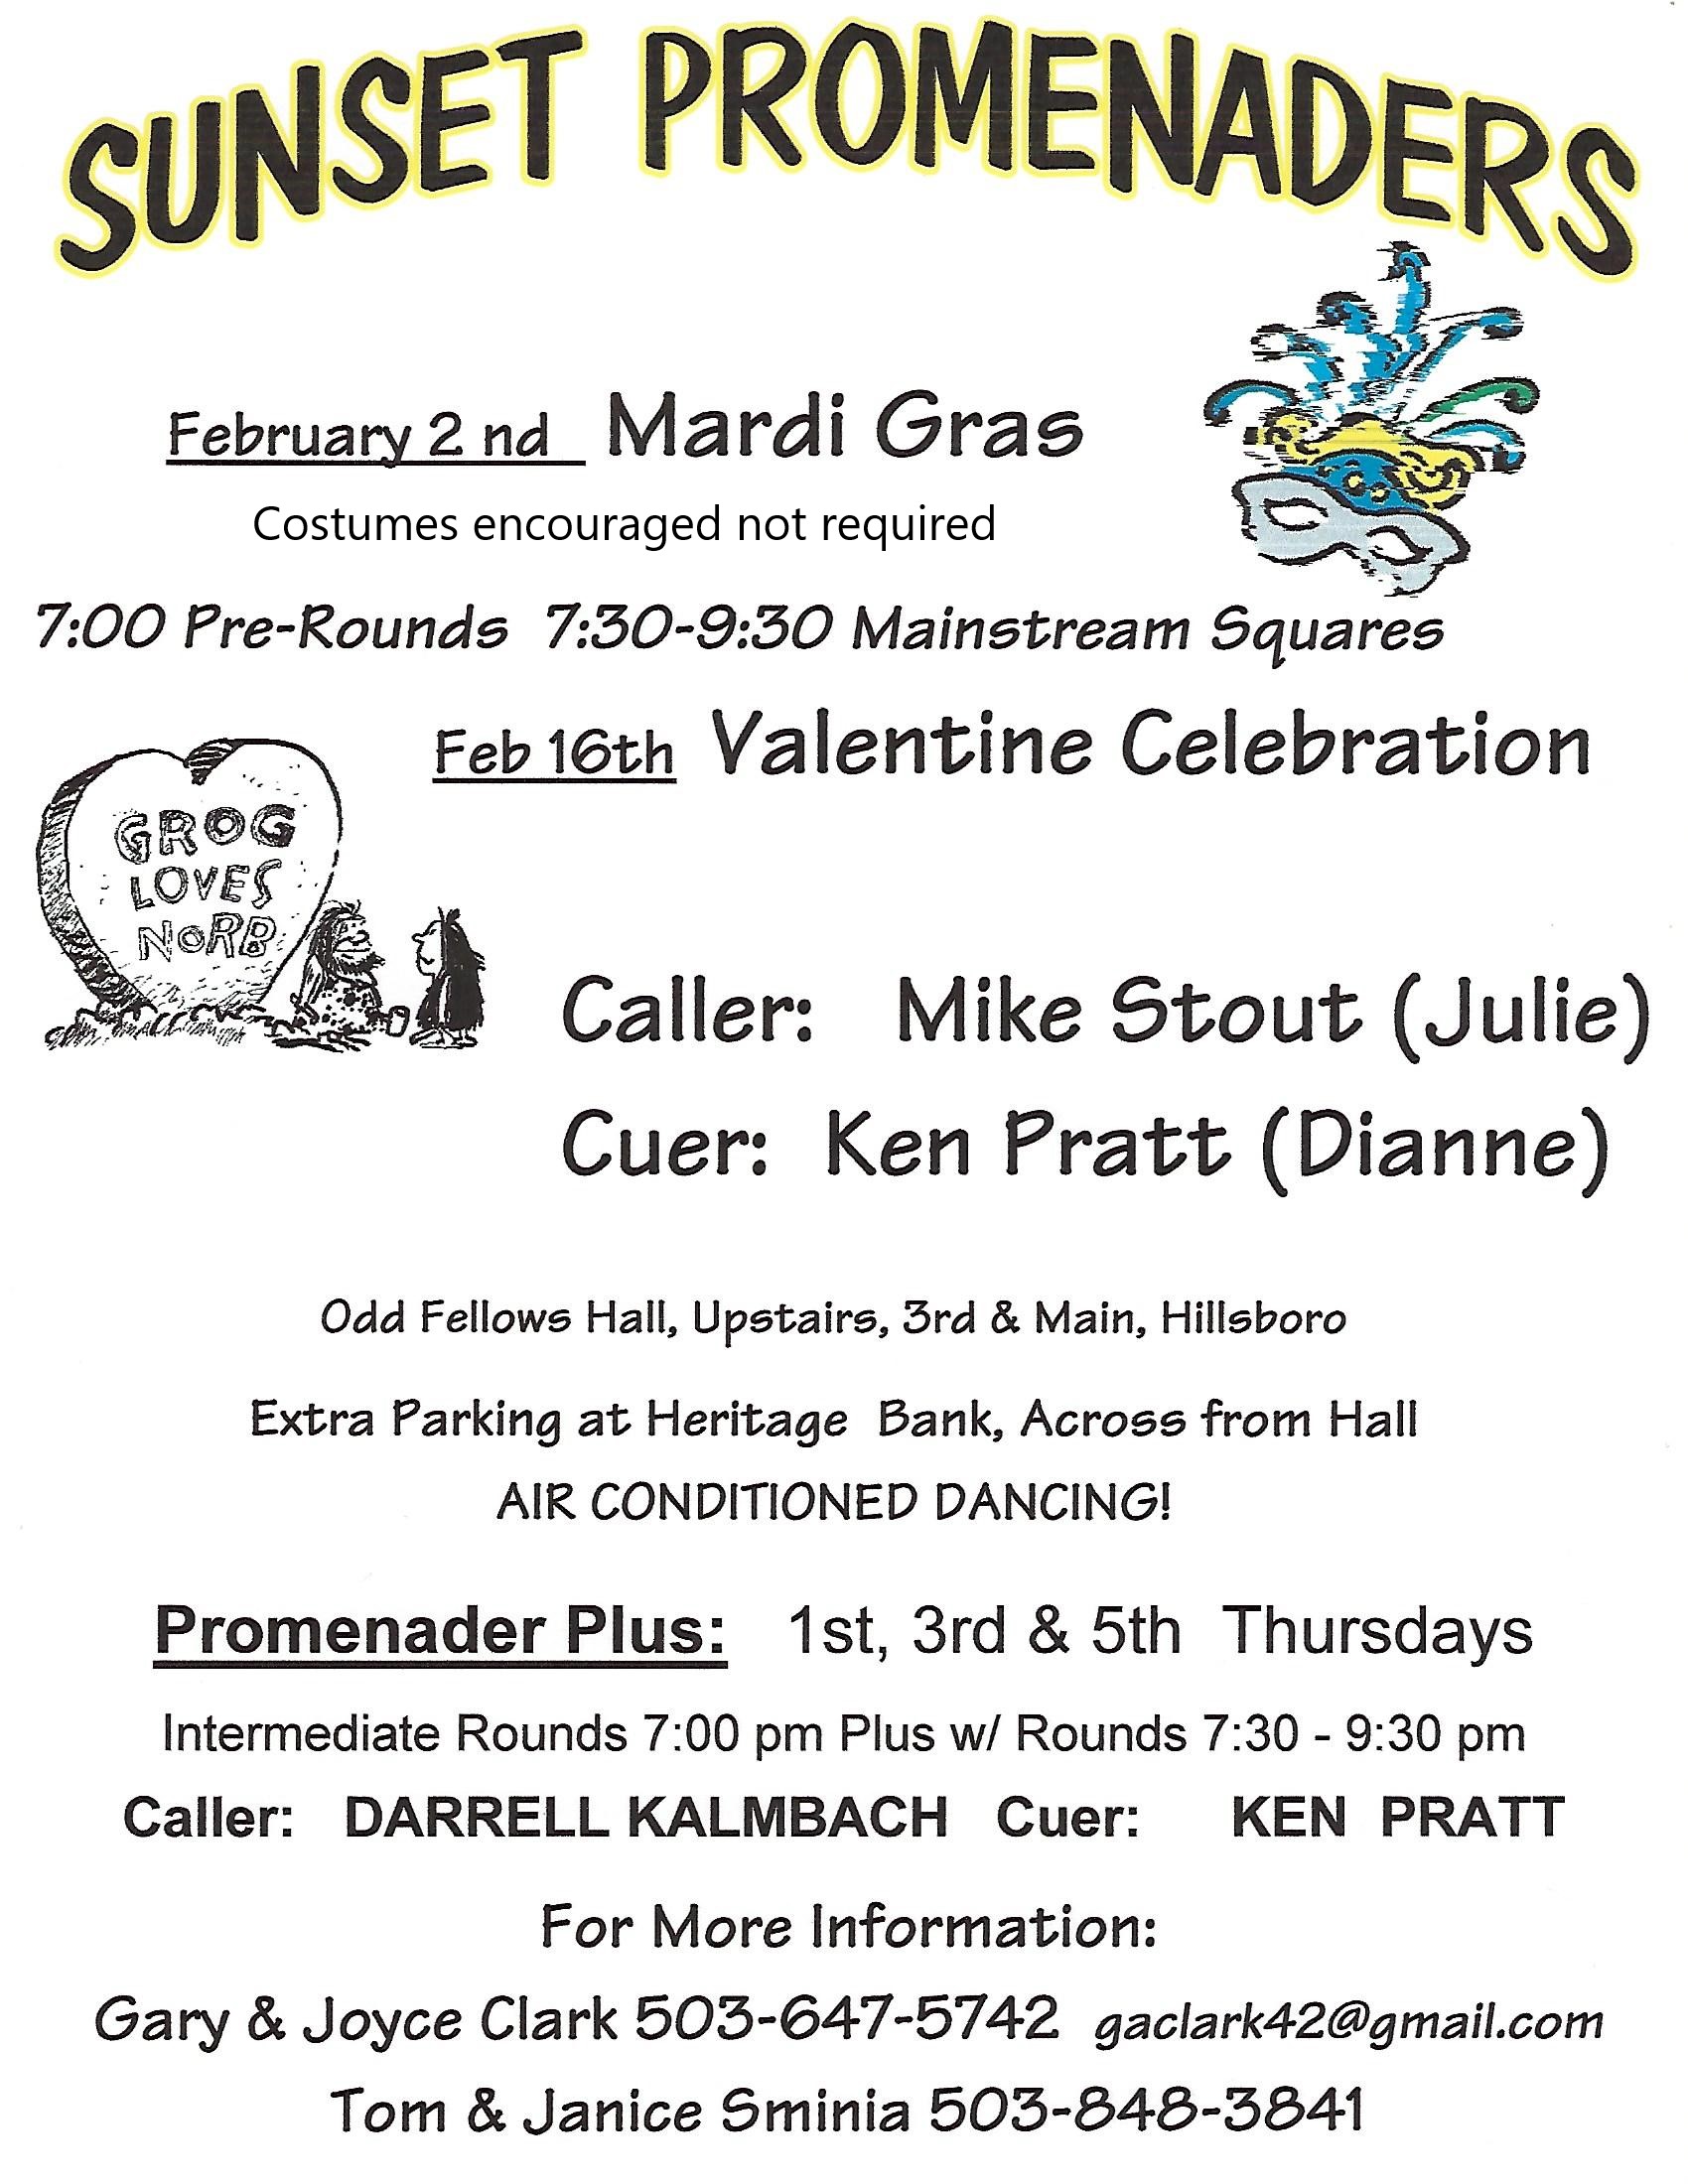 SUNSET PROMENADERS
February 2 nd Mardi Gras
Costumes encouraged not required
7:00 Pre-Rounds 7:30-9:30 Mainstream Squares
Feb 16th Valentine Celebration
GROG
LOVES
NORB
Caller: Mike Stout (Julie)
Cuer: Ken Pratt (Dianne)
Odd Fellows Hall, Upstairs, 3rd & Main, Hillsboro
Extra Parking at Heritage Bank, Across from Hall
AIR CONDITIONED DANCING!
Promenader Plus: 1st, 3rd & 5th Thursdays
Intermediate Rounds 7:00 pm Plus w/ Rounds 7:30 - 9:30 pm
Caller: DARRELL KALMBACH Cuer: KEN PRATT
For More Information:
Gary & Joyce Clark 503-647-5742 gaclark42@gmail.com
Tom & Janice Sminia 503-848-3841